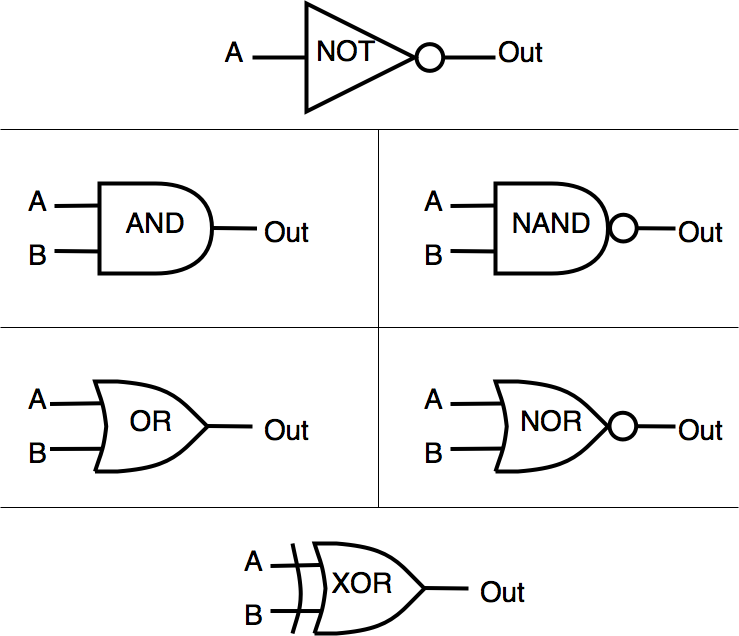 A NOT Out
A AND Out
B
A NAND Out
B
A OR Out
B
A NOR Out
B
A XOR Out
B